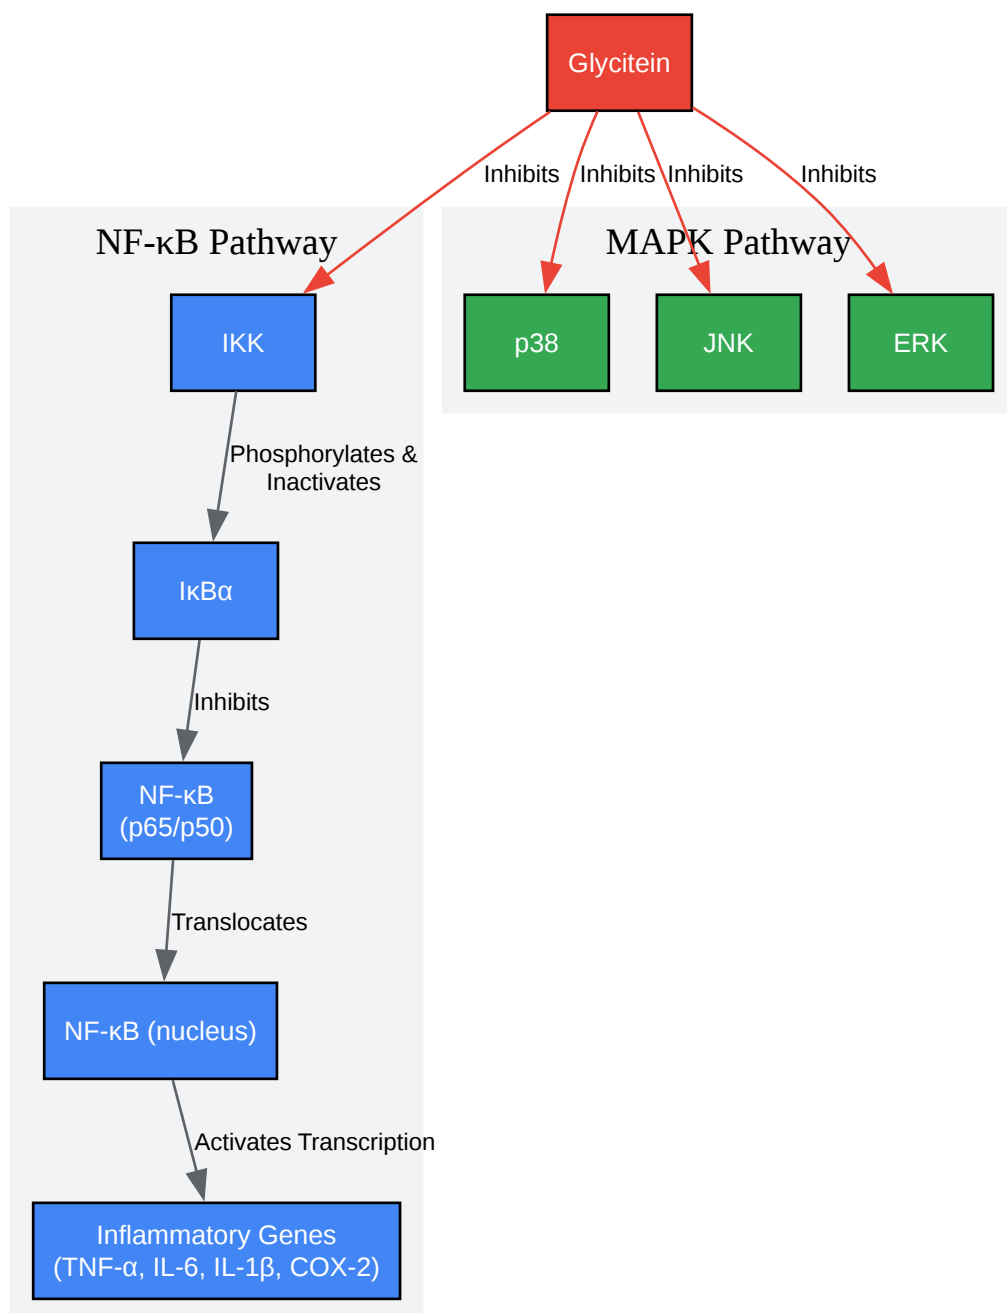 Glycitein
Inhibits
Inhibits
Inhibits
Inhibits
NF-κB Pathway
MAPK Pathway
IKK
p38
JNK
ERK
Phosphorylates &
Inactivates
IκBα
Inhibits
NF-κB
(p65/p50)
Translocates
NF-κB (nucleus)
Activates Transcription
Inflammatory Genes
(TNF-α, IL-6, IL-1β, COX-2)